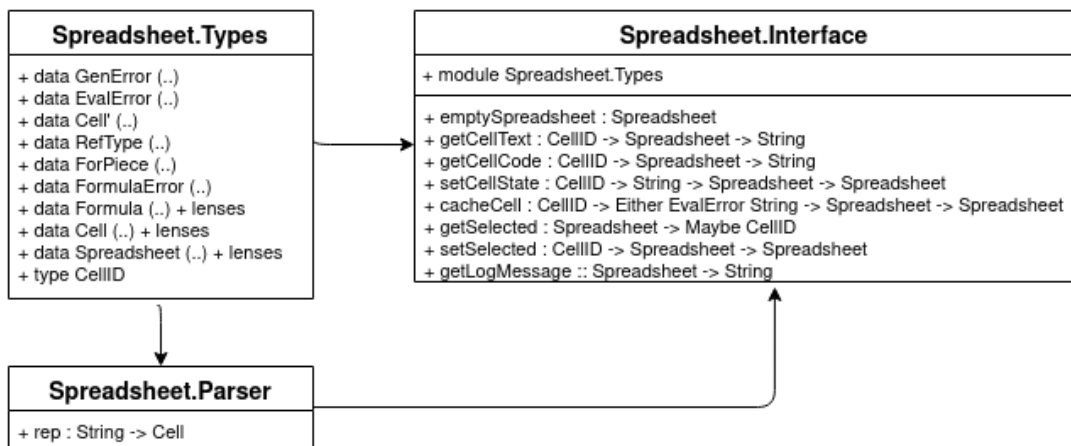 Spreadsheet.Types
+ data GenError (..)
+ data EvalError (..)
+ data Cell' (..)
+ data RefType (..)
+ data ForPiece (..)
+ data FormulaError (..)
+ data Formula (..) + lenses
+ data Cell (..) + lenses
+ data Spreadsheet (..) + lenses
+ type CellID
Spreadsheet.Interface
+ module Spreadsheet.Types
+ emptySpreadsheet : Spreadsheet
+ getCellText : CellID -> Spreadsheet -> String
+ getCellCode : CellID -> Spreadsheet -> String
+ setCellState : CellID -> String -> Spreadsheet -> Spreadsheet
+ cacheCell : CellID -> Either EvalError String -> Spreadsheet -> Spreadsheet
+ getSelected : Spreadsheet -> Maybe CellID
+ setSelected : CellID -> Spreadsheet -> Spreadsheet
+ getLogMessage :: Spreadsheet -> String
Spreadsheet.Parser
+ rep : String -> Cell